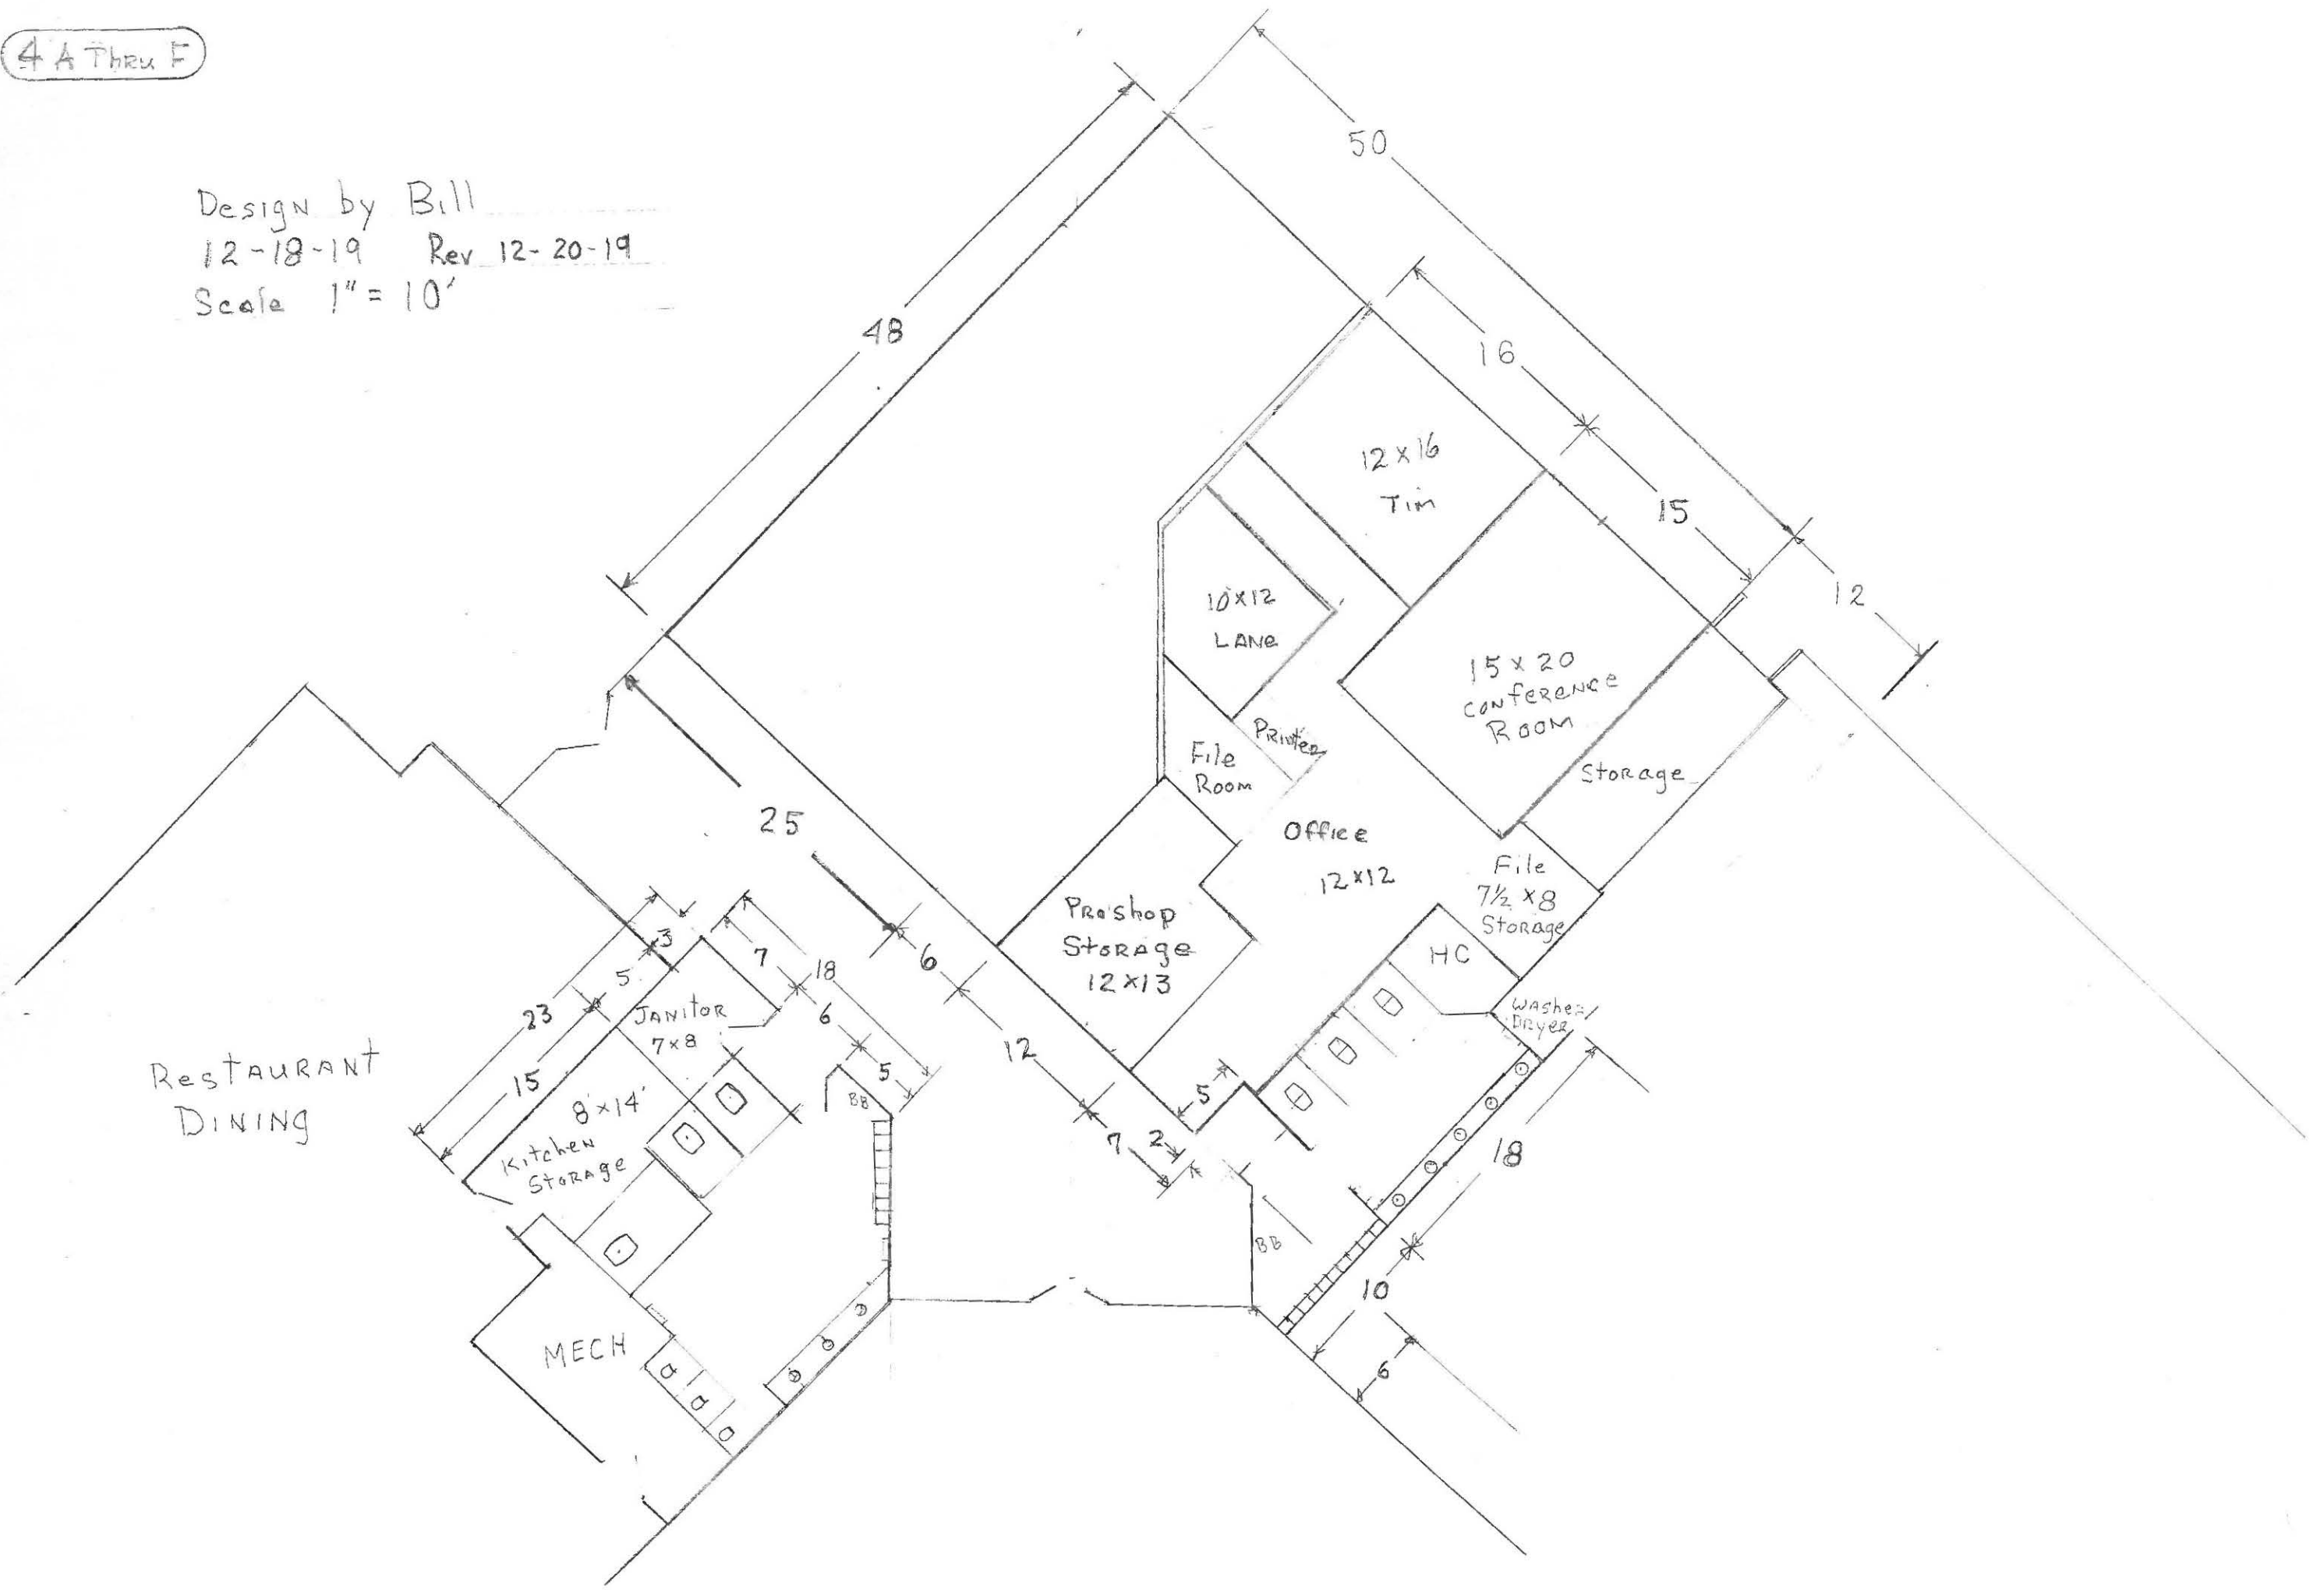 4 A Thru F
Design by Bill
12-18-19 Rev 12-20-19
Scale 1" = 10'
50
48
16
15
12
12 x 16
Tim
10 x 12
LANe
15 x 20
Conference
Room
Printer
File
Room
Storage
Office
12 x 12
File
7½ x 8
Storage
25
6
12
7
2
5
Pro shop
Storage
12 x 13
HC
Washer/
Dryer
3
5
7
18
6
5
23
15
Janitor
7 x 8
8' x 14'
Kitchen
Storage
BB
Restaurant
Dining
MECH
BB
18
10
6